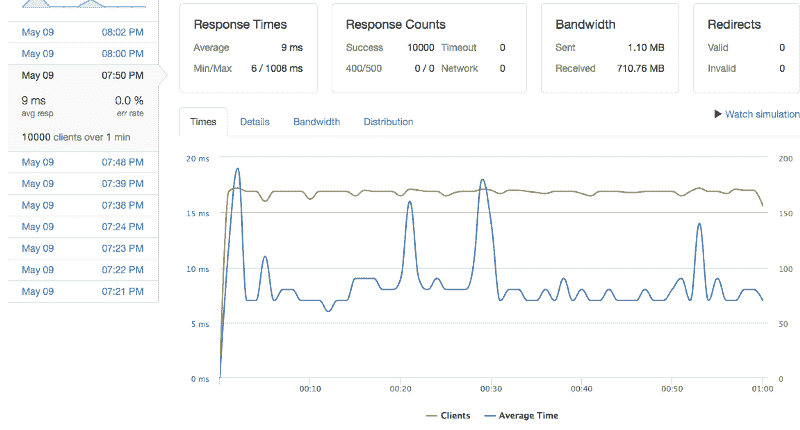 May 09 08:02 PM
May 09 08:00 PM
May 09 07:50 PM
9 ms 0.0 %
avg resp err rate
10000 clients over 1 min
May 09 07:48 PM
May 09 07:39 PM
May 09 07:38 PM
May 09 07:24 PM
May 09 07:23 PM
May 09 07:22 PM
May 09 07:21 PM
Response Times
Average 9 ms
Min/Max 6 / 1008 ms
Response Counts
Success 10000 Timeout 0
400/500 0 / 0 Network 0
Bandwidth
Sent 1.10 MB
Received 710.76 MB
Redirects
Valid 0
Invalid 0
Times Details Bandwidth Distribution
Watch simulation
20 ms 200
15 ms 150
10 ms 100
5 ms 50
0 ms 0
00:10 00:20 00:30 00:40 00:50 01:00
Clients Average Time